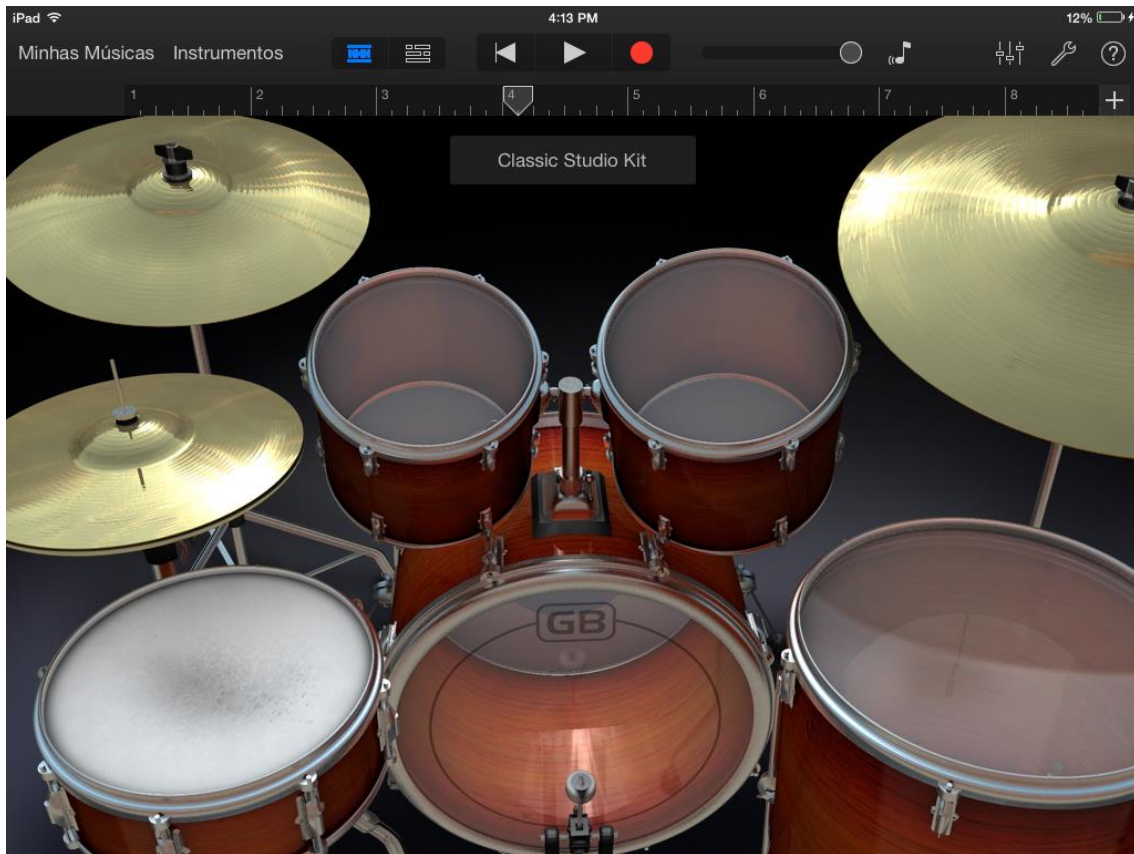 iPad 4:13 PM 12%
Minhas Músicas Instrumentos
1 2 3 4 5 6 7 8
Classic Studio Kit
GB